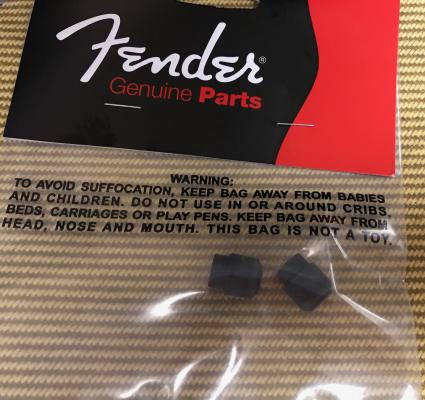 Fender®
Genuine Parts
WARNING:
TO AVOID SUFFOCATION, KEEP BAG AWAY FROM BABIES
AND CHILDREN. DO NOT USE IN OR AROUND CRIBS,
BEDS, CARRIAGES OR PLAY PENS. KEEP BAG AWAY FROM
HEAD, NOSE AND MOUTH. THIS BAG IS NOT A TOY.